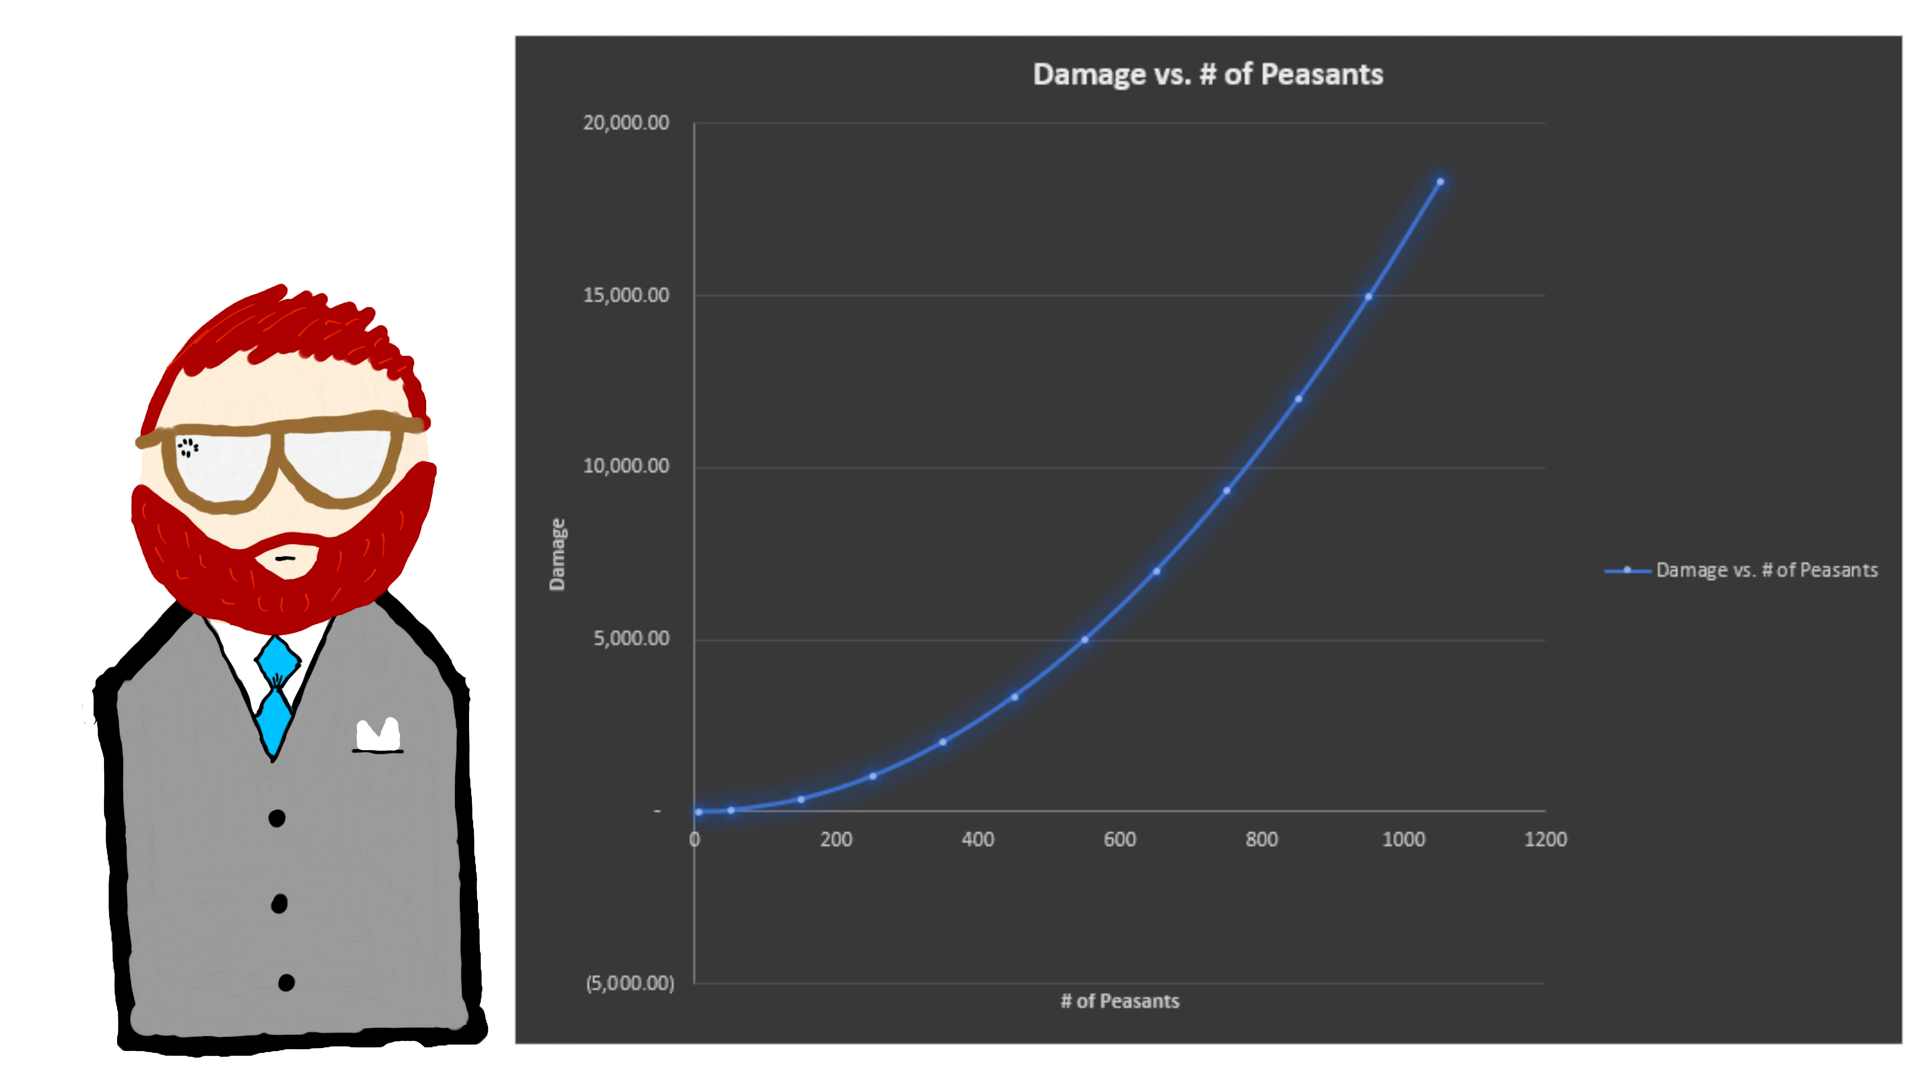 Damage vs. # of Peasants
20,000.00
15,000.00
10,000.00
5,000.00
-
(5,000.00)
Damage
0 200 400 600 800 1000 1200
# of Peasants
Damage vs. # of Peasants